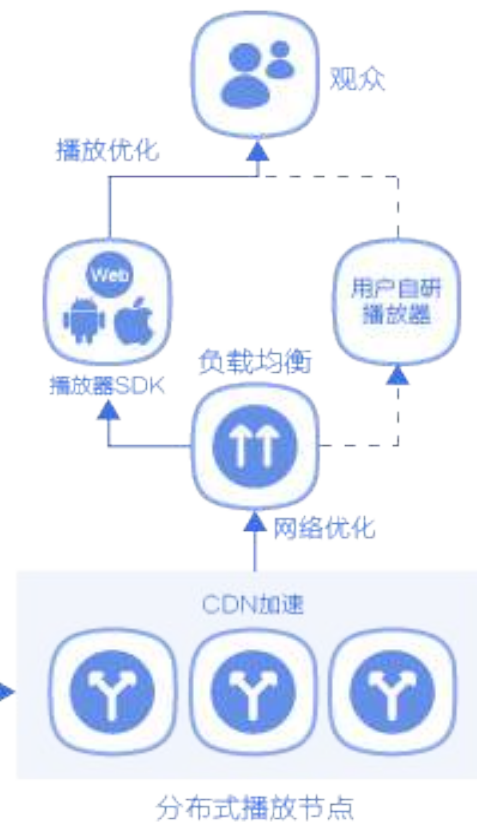 观众
播放优化
Web
用户自研
播放器
负载均衡
播放器SDK
网络优化
CDN加速
分布式播放节点